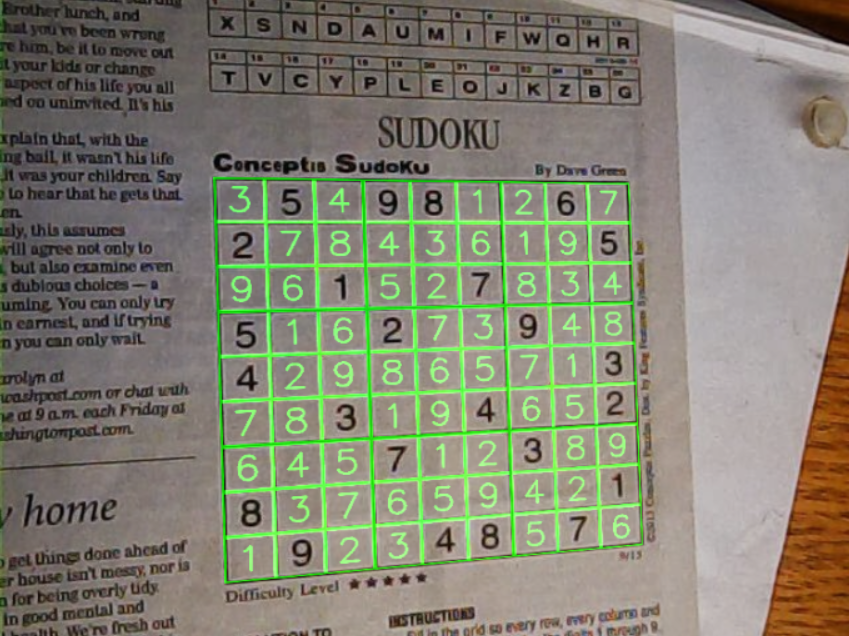 Brother lunch, and
hat you've been wrong
re him, be it to move out
it your kids or change
aspect of his life you all
ed on uninvited. It's his
xplain that, with the
ing bail, it wasn't his life
it was your children. Say
to hear that he gets that.
en.
sly, this assumes
will agree not only to
, but also examine even
s dubious choices — a
uming. You can only try
n earnest, and if trying
n you can only wait.
arolyn at
washpost.com or chat with
e at 9 a.m. each Friday at
shingtonpost.com.
y home
get things done ahead of
er house isn't messy, nor is
n for being overly tidy.
in good mental and
health. We're fresh out
X S N D A U M I F W Q H R
T V C Y P L E O J K Z B G
SUDOKU
Conceptis SudoKu
By Dave Green
3 5 4 9 8 1 2 6 7
2 7 8 4 3 6 1 9 5
9 6 1 5 2 7 8 3 4
5 1 6 2 7 3 9 4 8
4 2 9 8 6 5 7 1 3
7 8 3 1 9 4 6 5 2
6 4 5 7 1 2 3 8 9
8 3 7 6 5 9 4 2 1
1 9 2 3 4 8 5 7 6
©2013 Conceptis Puzzles, Dist. by King Features Syndicate, Inc.
9/13
Difficulty Level ★★★★★
INSTRUCTIONS
Fill in the grid so every row, every column and
digits 1 through 9.